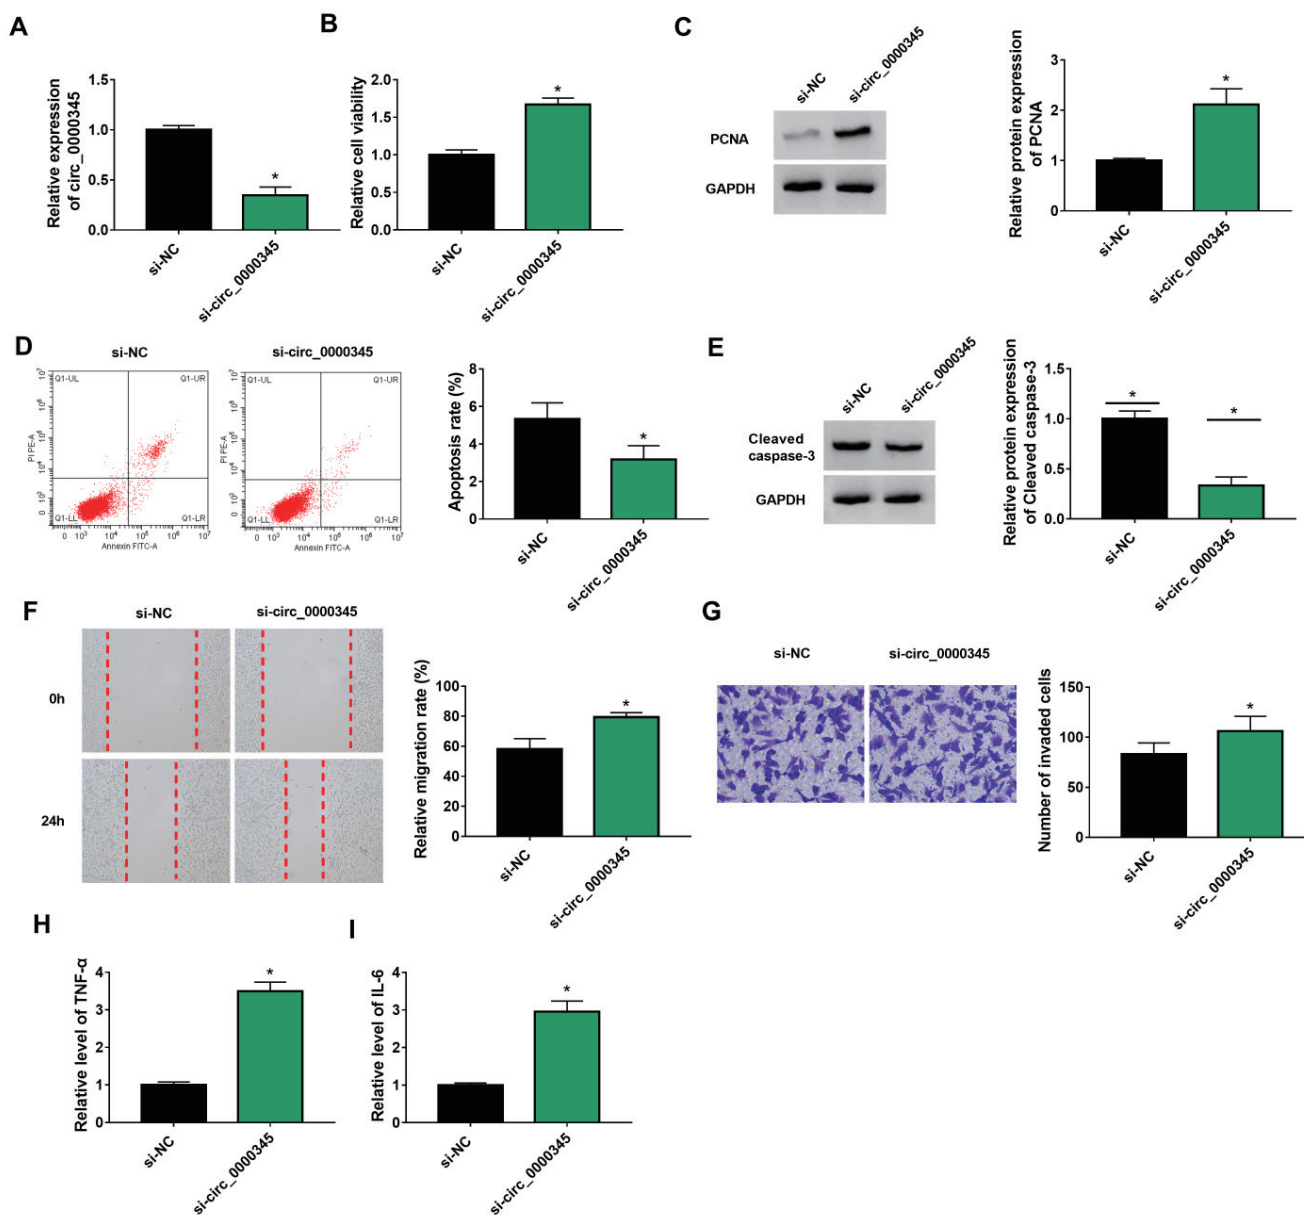 A
Relative expression
of circ_0000345
1.5
1.0
0.5
0.0
*
si-NC
si-circ_0000345
B
Relative cell viability
2.0
1.5
1.0
0.5
0.0
*
si-NC
si-circ_0000345
C
si-NC
si-circ_0000345
PCNA
GAPDH
Relative protein expression
of PCNA
3
2
1
0
*
si-NC
si-circ_0000345
D
si-NC
Q1-UL
Q1-UR
Q1-LL
Q1-LR
PI PE-A
Annexin FITC-A
si-circ_0000345
Q1-UL
Q1-UR
Q1-LL
Q1-LR
PI PE-A
Annexin FITC-A
Apoptosis rate (%)
8
6
4
2
0
*
si-NC
si-circ_0000345
E
si-NC
si-circ_0000345
Cleaved
caspase-3
GAPDH
Relative protein expression
of Cleaved caspase-3
1.5
1.0
0.5
0.0
*
*
si-NC
si-circ_0000345
F
si-NC
si-circ_0000345
0h
24h
Relative migration rate (%)
100
80
60
40
20
0
*
si-NC
si-circ_0000345
G
si-NC
si-circ_0000345
Number of invaded cells
150
100
50
0
*
si-NC
si-circ_0000345
H
Relative level of TNF-α
4
3
2
1
0
*
si-NC
si-circ_0000345
I
Relative level of IL-6
4
3
2
1
0
*
si-NC
si-circ_0000345